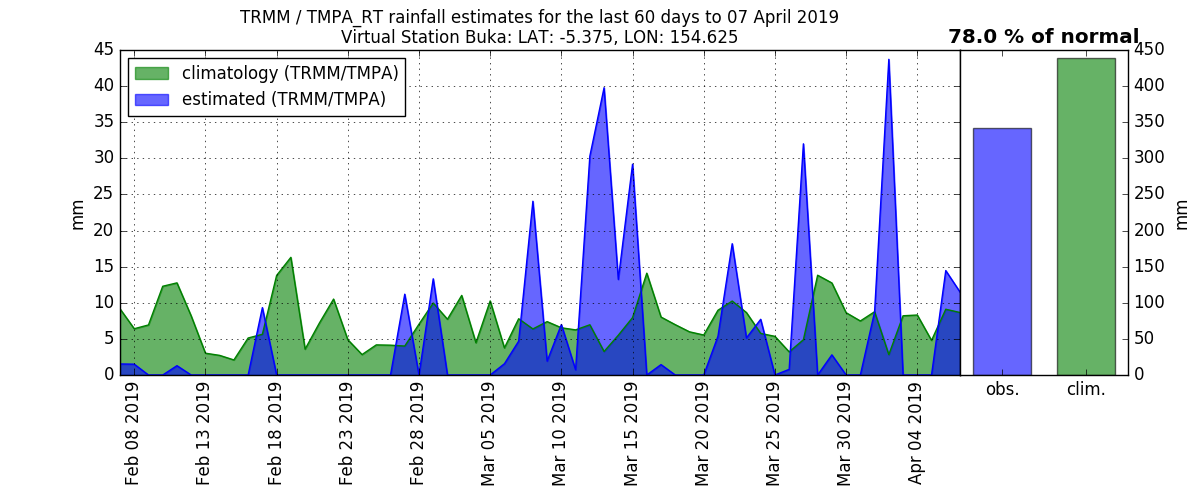 TRMM / TMPA_RT rainfall estimates for the last 60 days to 07 April 2019
Virtual Station Buka: LAT: -5.375, LON: 154.625
78.0 % of normal
climatology (TRMM/TMPA)
estimated (TRMM/TMPA)
45
40
35
30
25
20
15
10
5
0
mm
Feb 08 2019
Feb 13 2019
Feb 18 2019
Feb 23 2019
Feb 28 2019
Mar 05 2019
Mar 10 2019
Mar 15 2019
Mar 20 2019
Mar 25 2019
Mar 30 2019
Apr 04 2019
obs.
clim.
450
400
350
300
250
200
150
100
50
0
mm